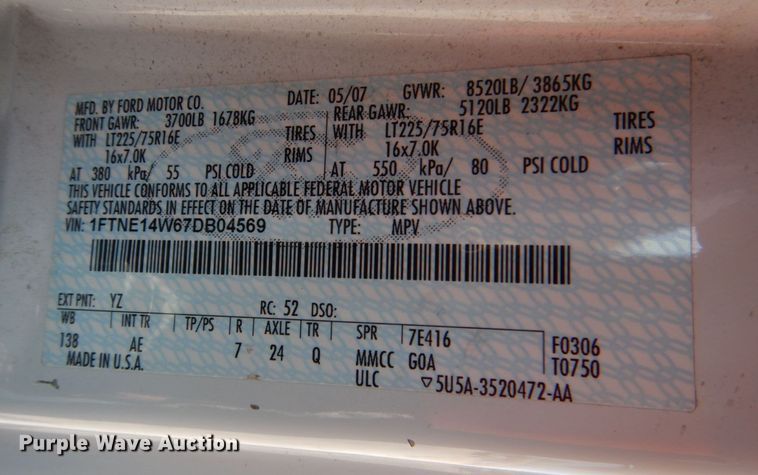 MFD. BY FORD MOTOR CO. DATE: 05/07 GVWR: 8520LB/ 3865KG
FRONT GAWR: 3700LB 1678KG REAR GAWR: 5120LB 2322KG
WITH LT225/75R16E TIRES WITH LT225/75R16E TIRES
16x7.0K RIMS 16x7.0K RIMS
AT 380 kPa/ 55 PSI COLD AT 550 kPa/ 80 PSI COLD
THIS VEHICLE CONFORMS TO ALL APPLICABLE FEDERAL MOTOR VEHICLE
SAFETY STANDARDS IN EFFECT ON THE DATE OF MANUFACTURE SHOWN ABOVE.
VIN: 1FTNE14W67DB04569 TYPE: MPV
EXT PNT: YZ RC: 52 DSO:
WB INT TR TP/PS R AXLE TR SPR 7E416 F0306
138 AE 7 24 Q MMCC G0A T0750
MADE IN U.S.A. ULC ▽5U5A-3520472-AA
Purple Wave Auction